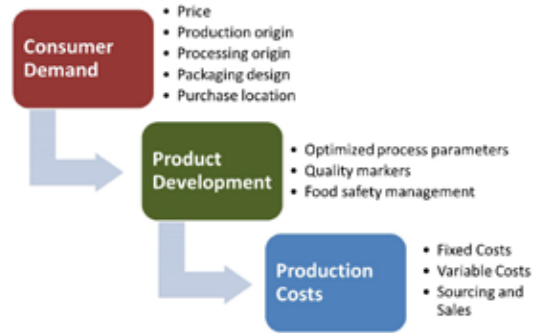 Consumer
Demand
• Price
• Production origin
• Processing origin
• Packaging design
• Purchase location
Product
Development
• Optimized process parameters
• Quality markers
• Food safety management
Production
Costs
• Fixed Costs
• Variable Costs
• Sourcing and
Sales